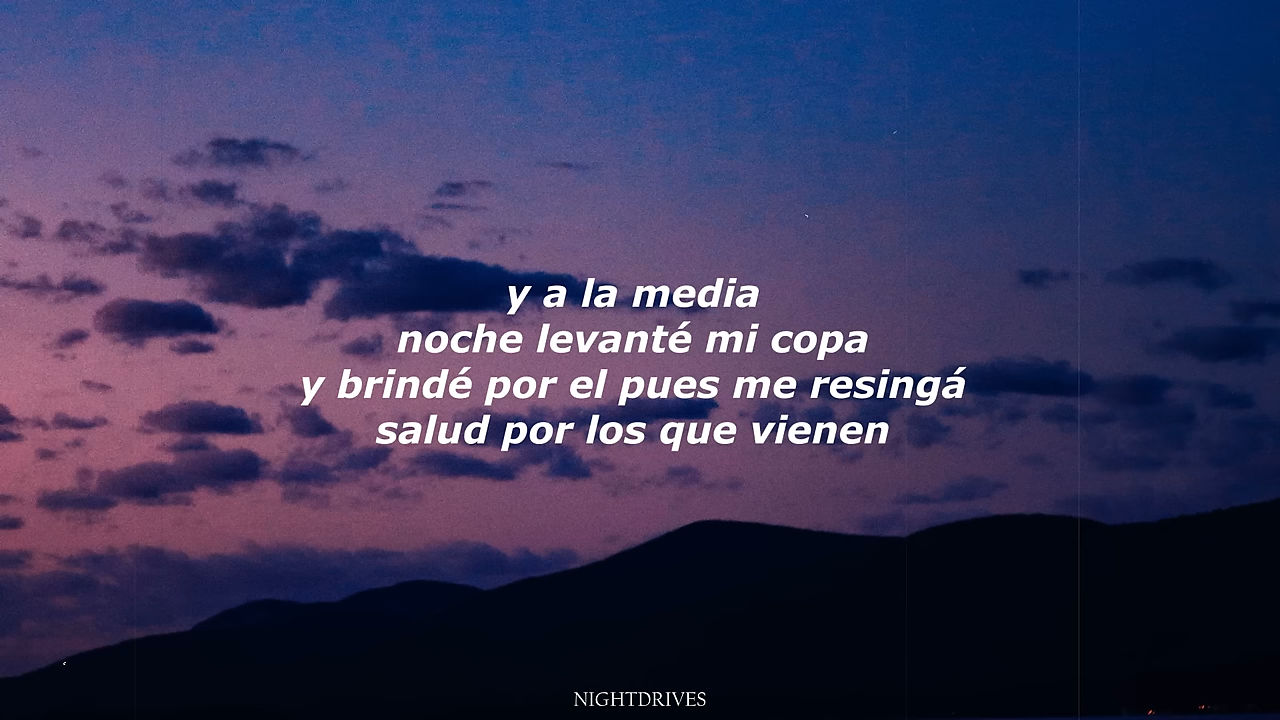 y a la media
noche levanté mi copa
y brindé por el pues me resingá
salud por los que vienen
NIGHTDRIVES